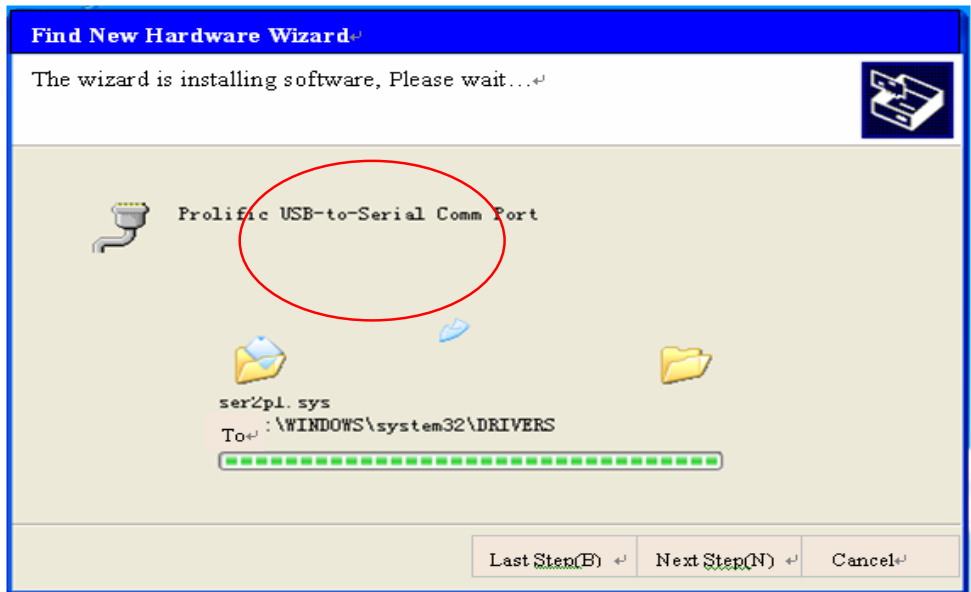 Find New Hardware Wizard↵
The wizard is installing software, Please wait...↵
Prolific USB-to-Serial Comm Port
ser2pl.sys
To↵ :\WINDOWS\system32\DRIVERS
Last Step(B) ↵ Next Step(N) ↵ Cancel↵